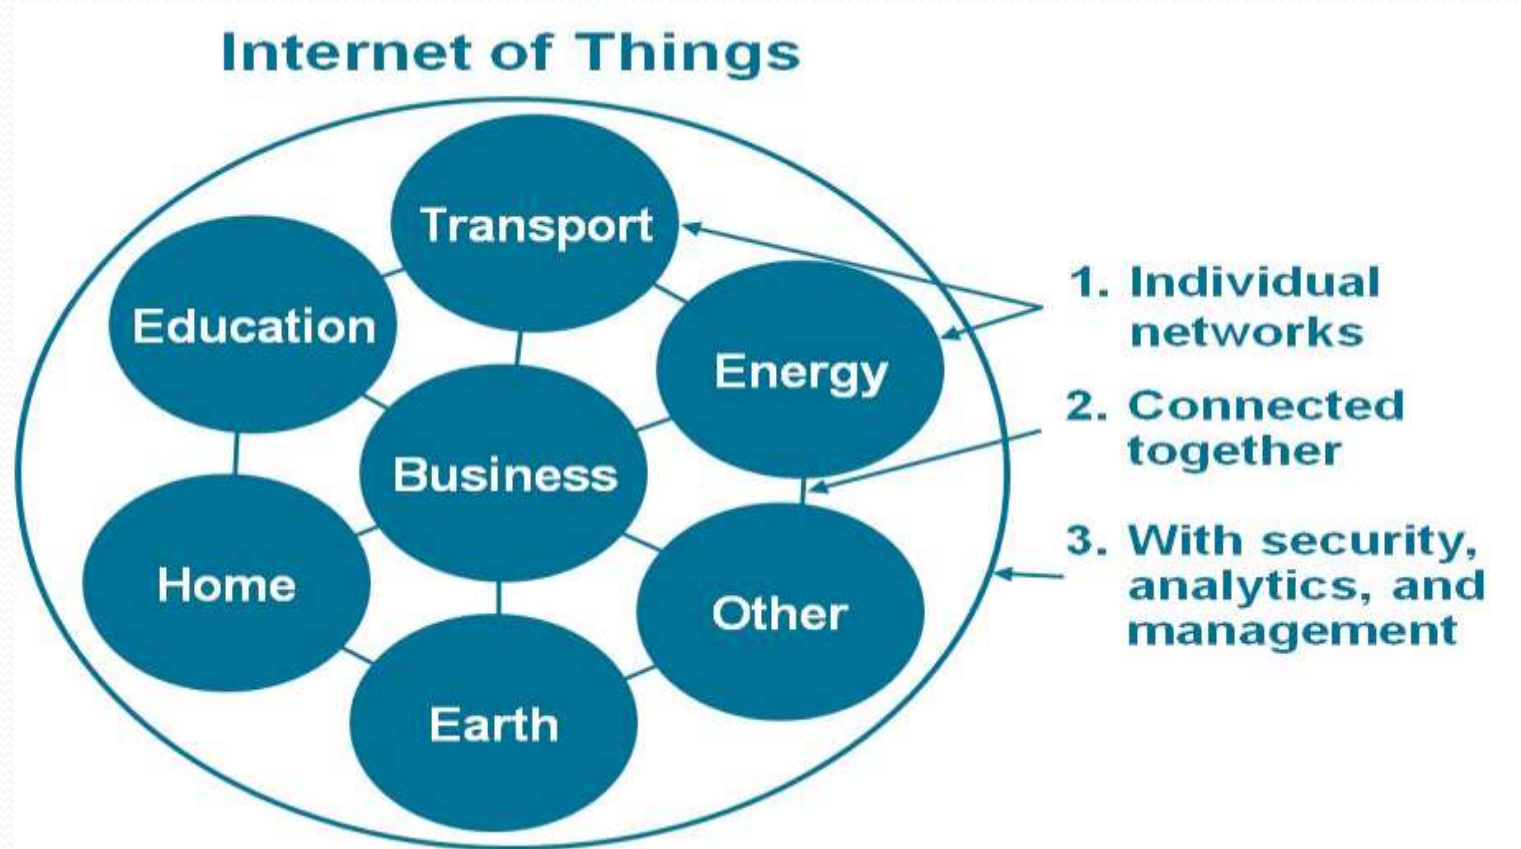 Internet of Things
Transport
Education
Energy
Business
Home
Other
Earth
1. Individual
networks
2. Connected
together
3. With security,
analytics, and
management